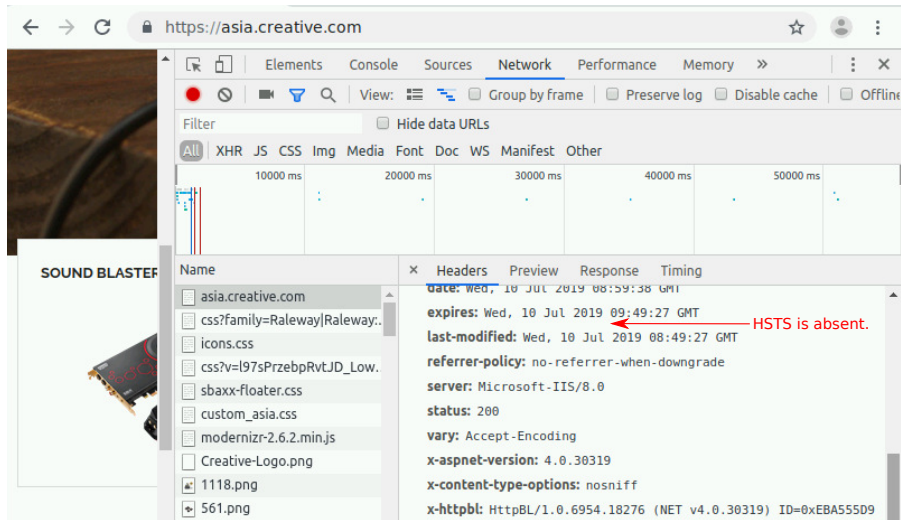 https://asia.creative.com
Elements Console Sources Network Performance Memory »
View: Group by frame Preserve log Disable cache Offline
Filter Hide data URLs
All XHR JS CSS Img Media Font Doc WS Manifest Other
10000 ms 20000 ms 30000 ms 40000 ms 50000 ms
Name × Headers Preview Response Timing
SOUND BLASTER
asia.creative.com
css?family=Raleway|Raleway:..
icons.css
css?v=l97sPrzebpRvtJD_Low..
sbaxx-floater.css
custom_asia.css
modernizr-2.6.2.min.js
Creative-Logo.png
1118.png
561.png
date: Wed, 10 Jul 2019 08:59:38 GMT
expires: Wed, 10 Jul 2019 09:49:27 GMT
HSTS is absent.
last-modified: Wed, 10 Jul 2019 08:49:27 GMT
referrer-policy: no-referrer-when-downgrade
server: Microsoft-IIS/8.0
status: 200
vary: Accept-Encoding
x-aspnet-version: 4.0.30319
x-content-type-options: nosniff
x-httpbl: HttpBL/1.0.6954.18276 (NET v4.0.30319) ID=0xEBA555D9